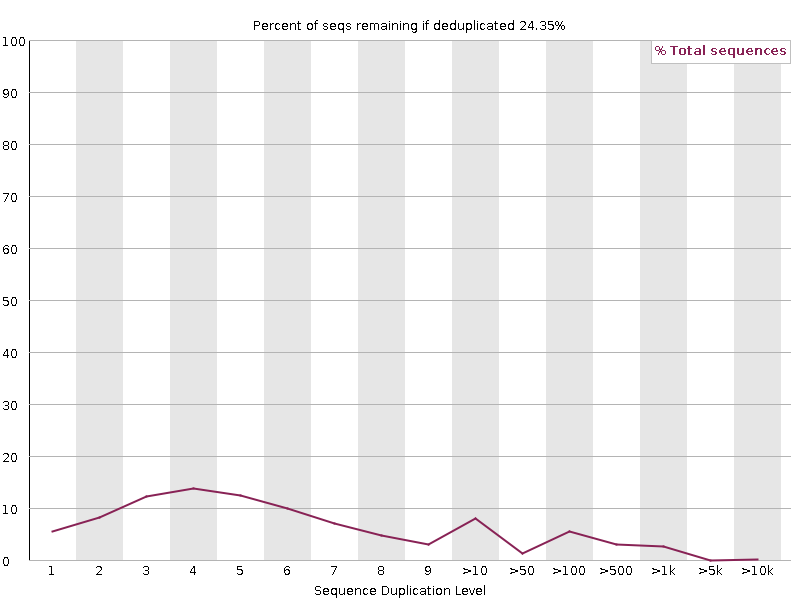 Percent of seqs remaining if deduplicated 24.35%
% Total sequences
100
90
80
70
60
50
40
30
20
10
0
1 2 3 4 5 6 7 8 9 >10 >50 >100 >500 >1k >5k >10k
Sequence Duplication Level